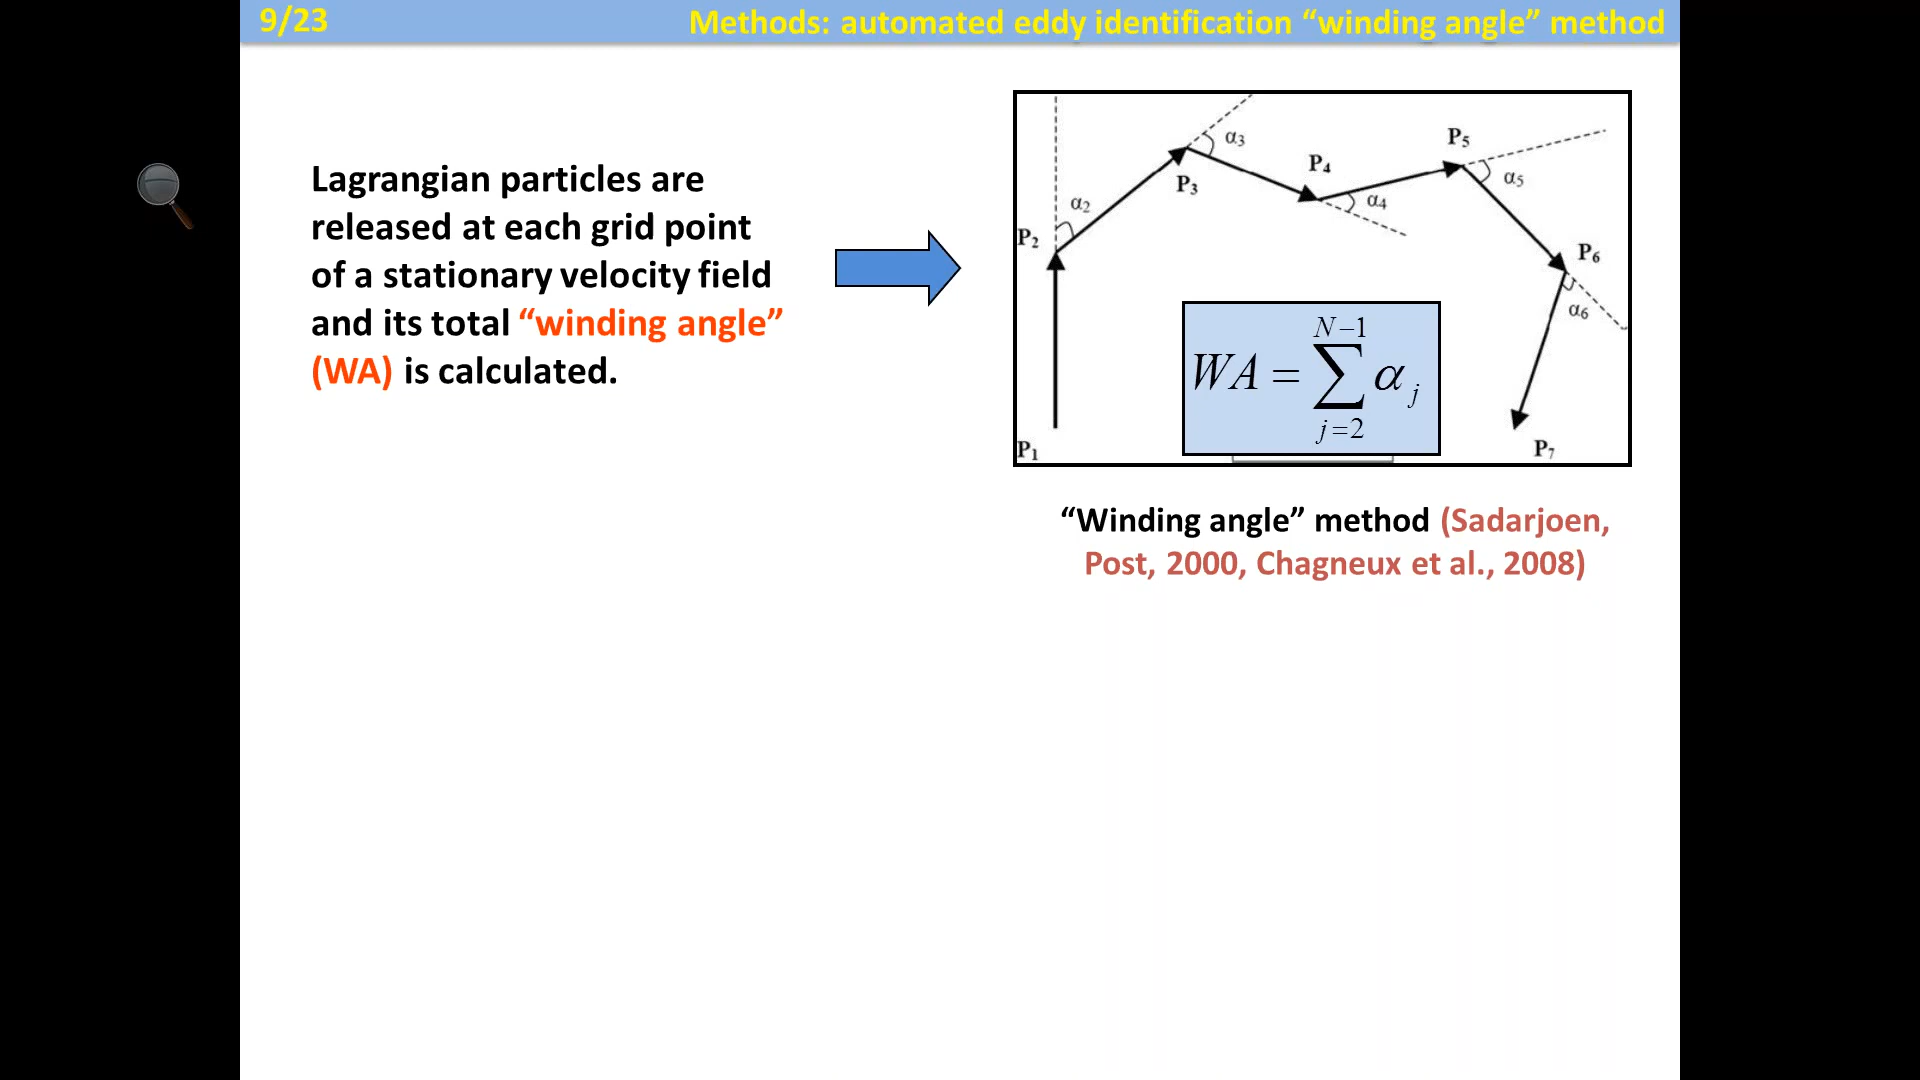 9/23
Methods: automated eddy identification “winding angle” method
Lagrangian particles are
released at each grid point
of a stationary velocity field
and its total “winding angle”
(WA) is calculated.
α3
P5
P4
P3
α5
α2
α4
P2
P6
α6
WA = \sum_{j=2}^{N-1} α_j
P1
P7
“Winding angle” method (Sadarjoen,
Post, 2000, Chagneux et al., 2008)